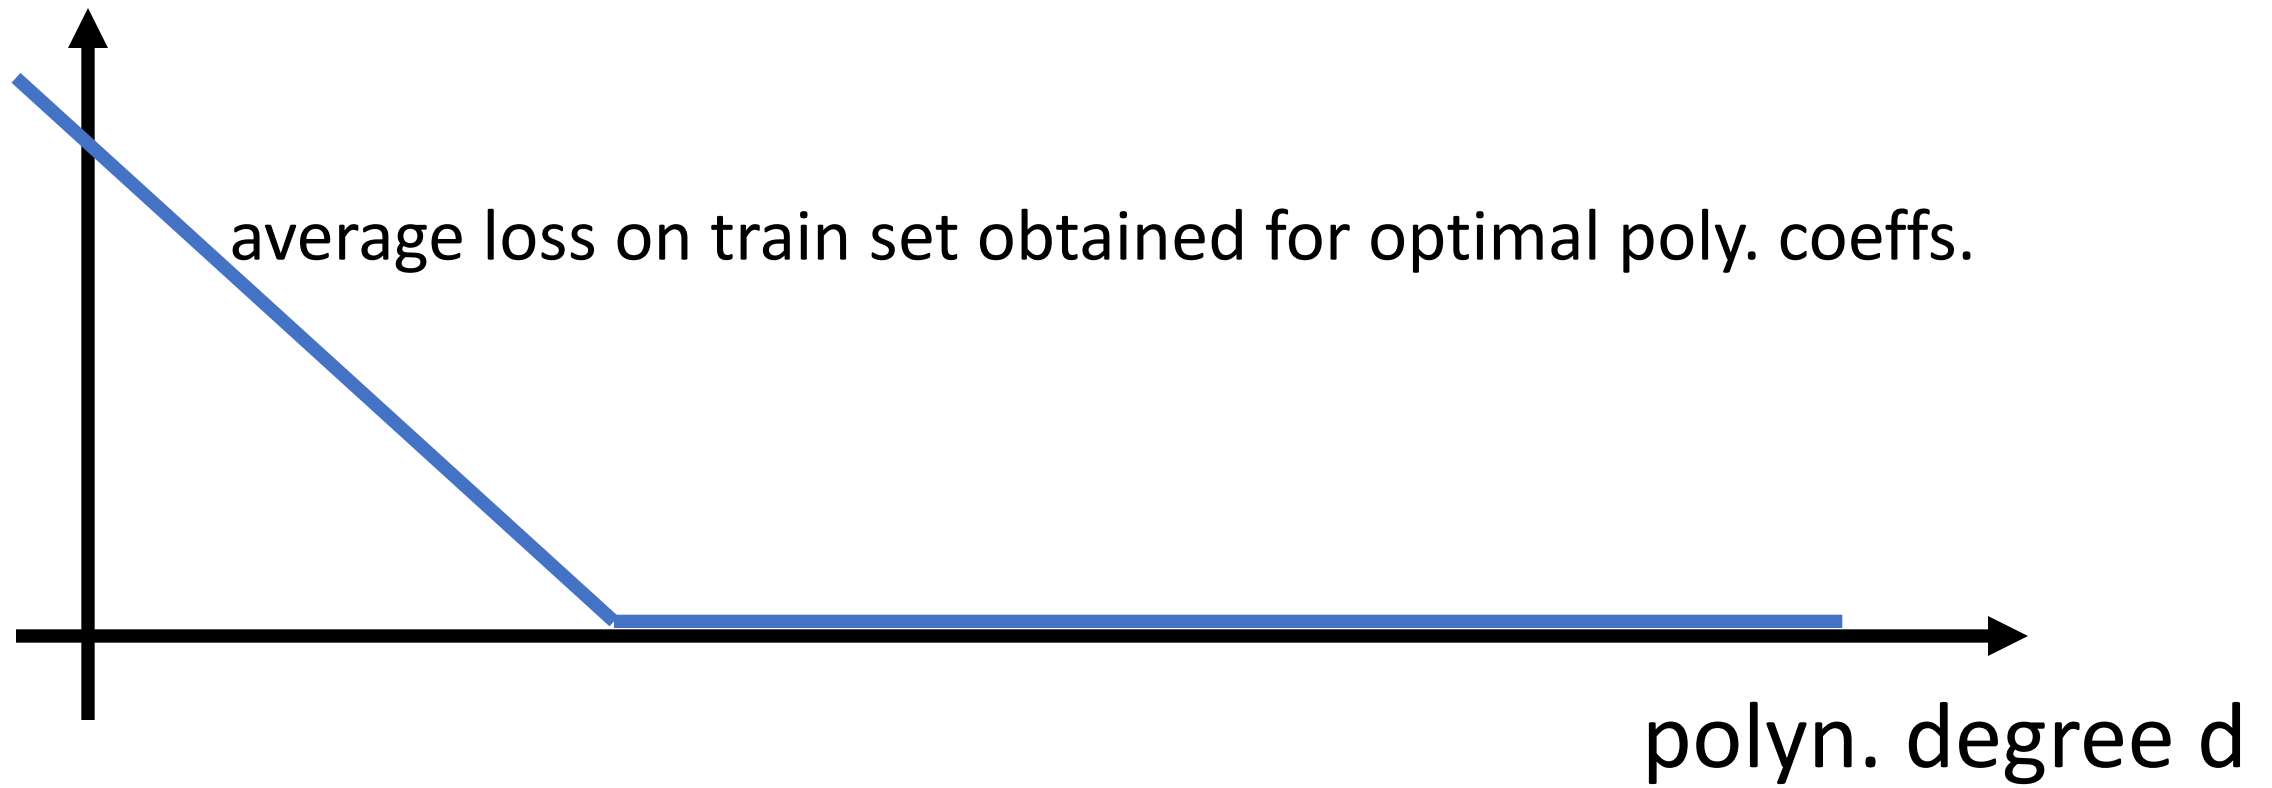 average loss on train set obtained for optimal poly. coeffs.
polyn. degree d